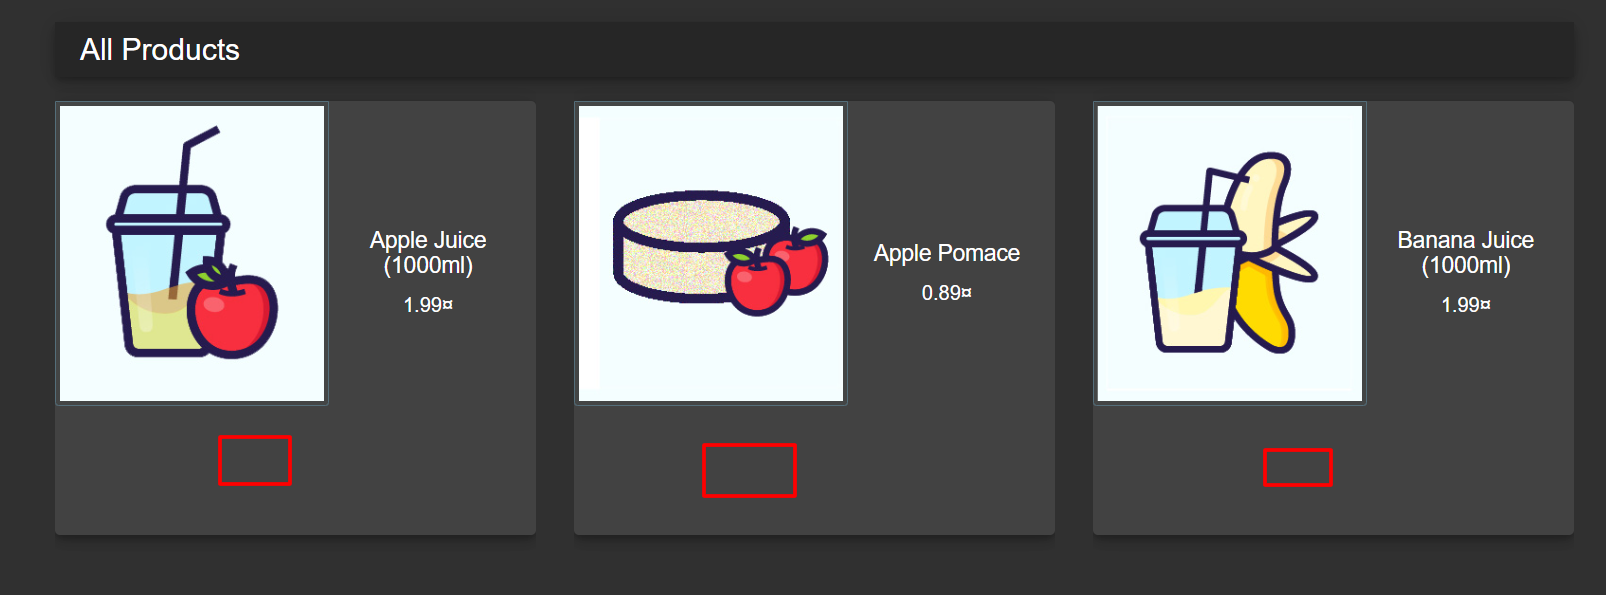 All Products
Apple Juice
(1000ml)
1.99¤
Apple Pomace
0.89¤
Banana Juice
(1000ml)
1.99¤